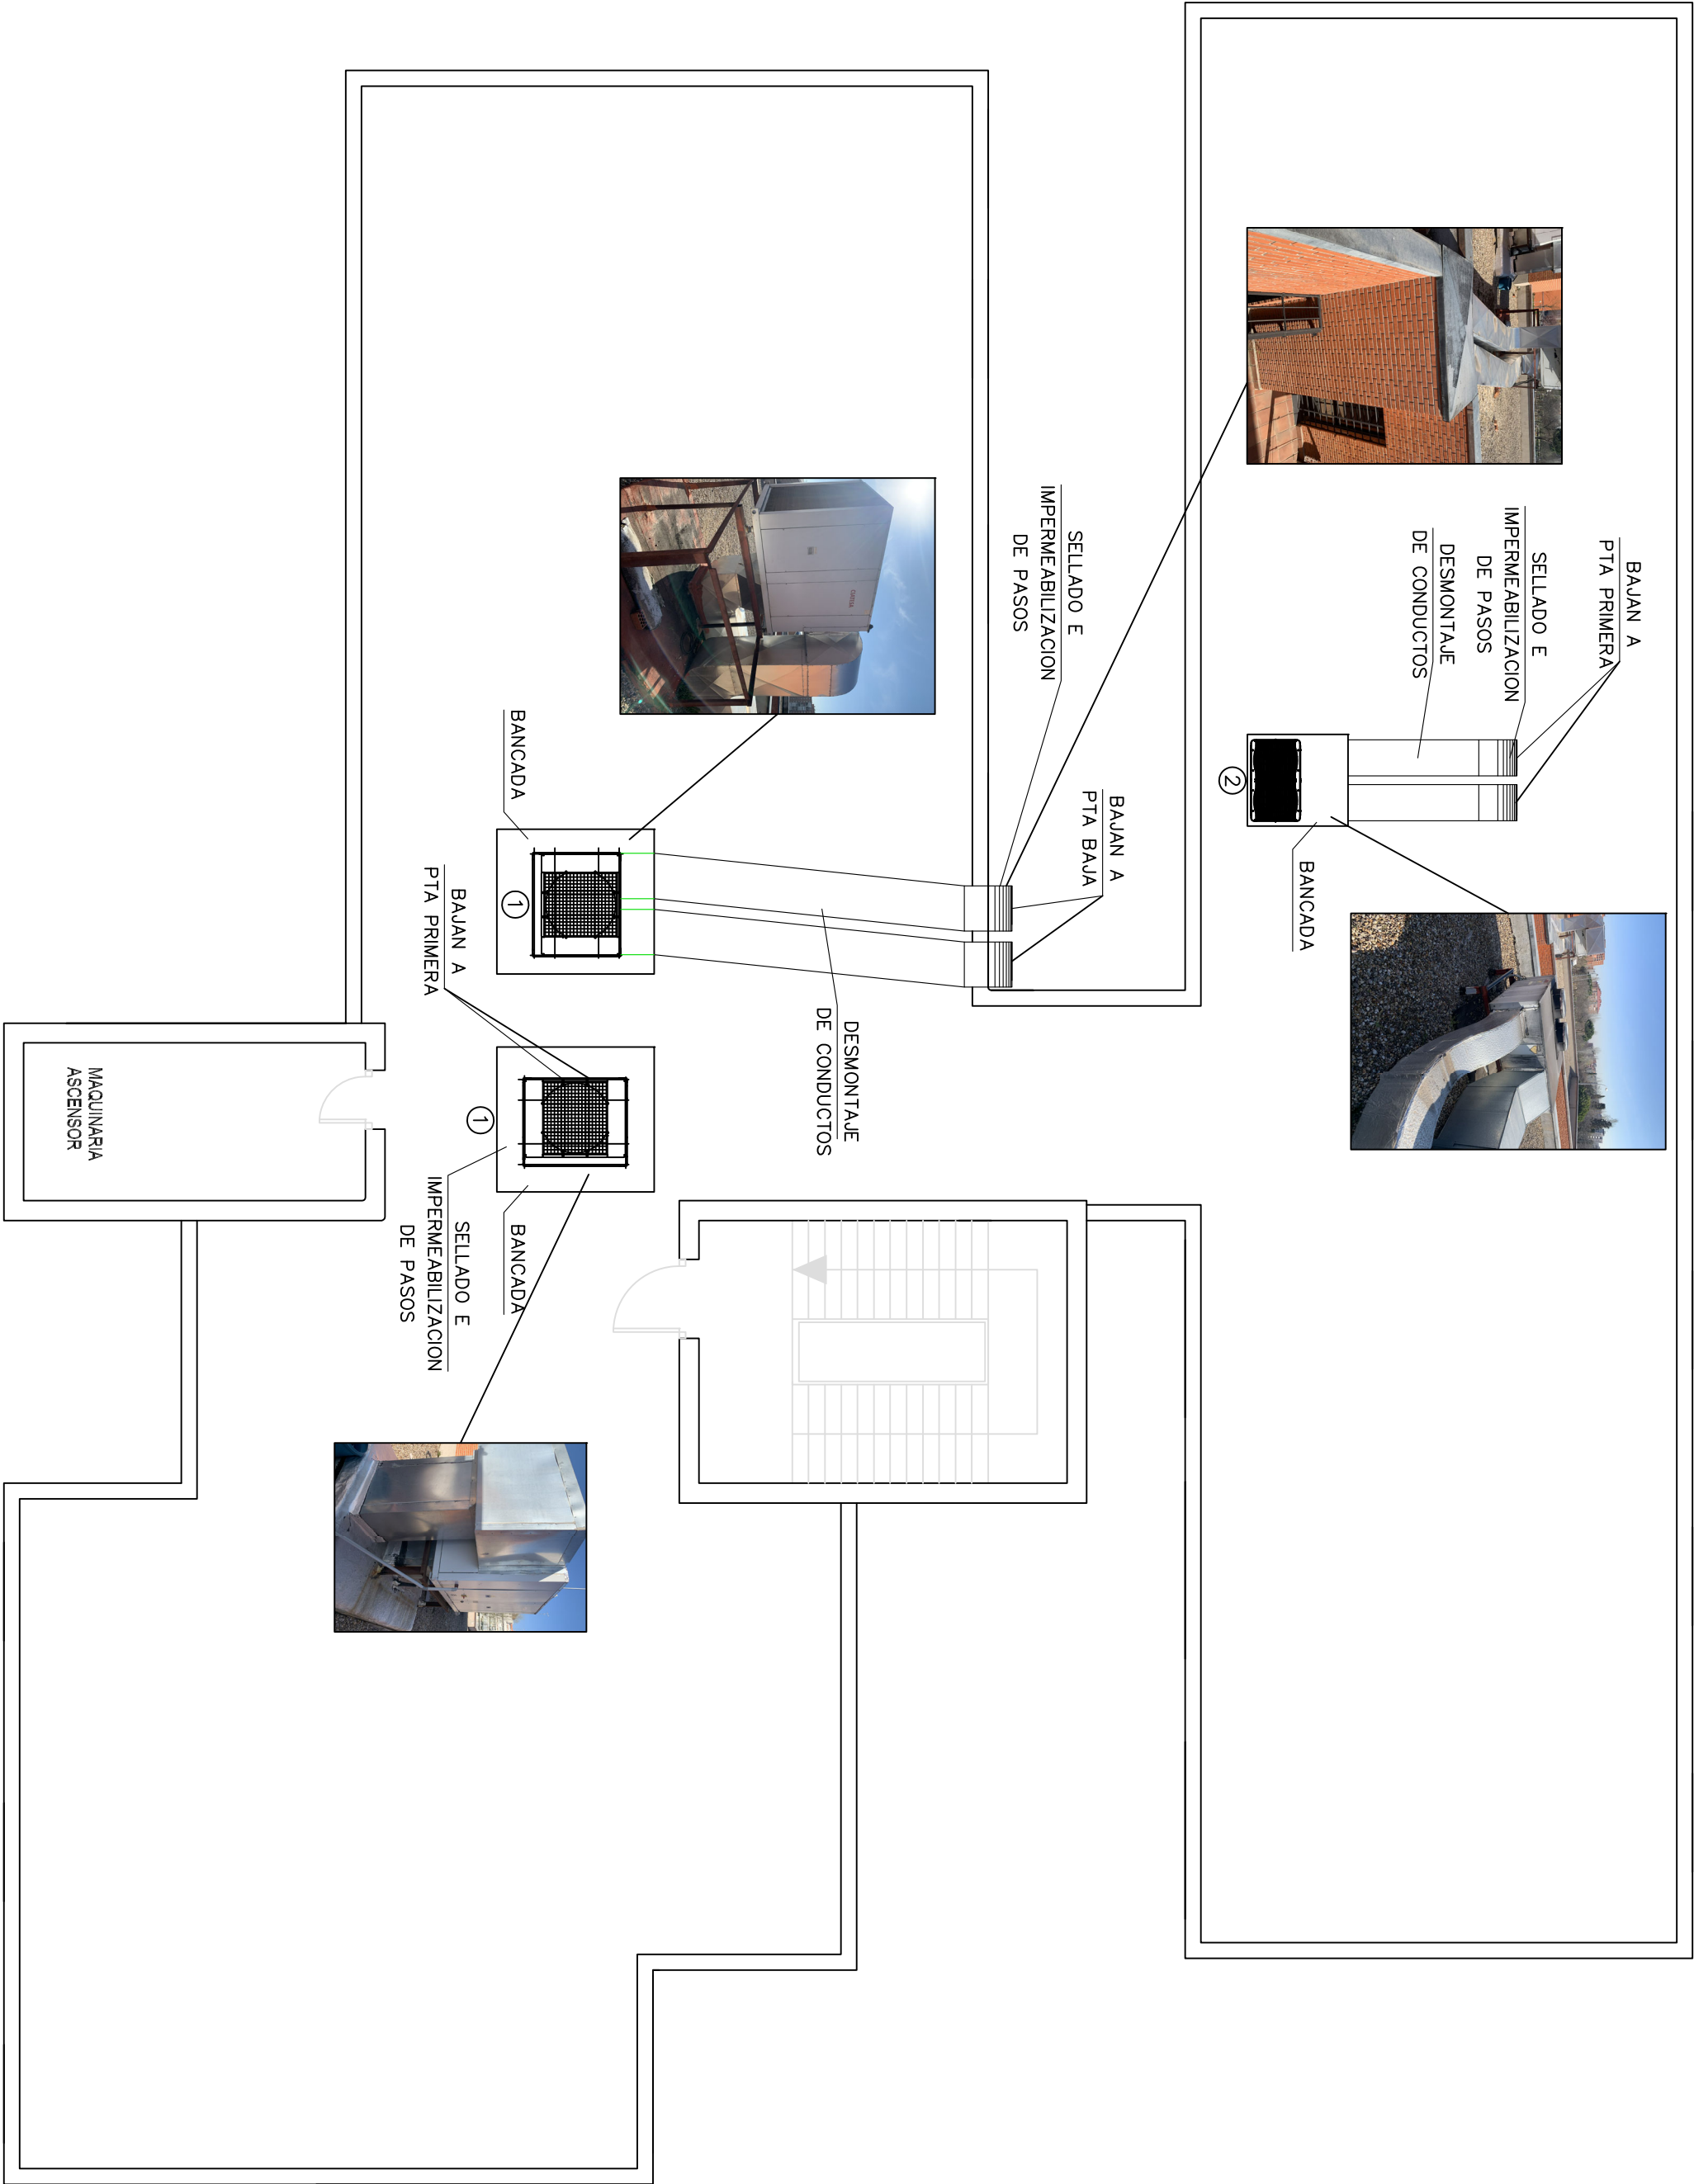 BAJAN A
PTA PRIMERA
SELLADO E
IMPERMEABILIZACION
DE PASOS
DESMONTAJE
DE CONDUCTOS
2
BANCADA
SELLADO E
IMPERMEABILIZACION
DE PASOS
BAJAN A
PTA BAJA
DESMONTAJE
DE CONDUCTOS
BANCADA
1
BAJAN A
PTA PRIMERA
1
BANCADA
SELLADO E
IMPERMEABILIZACION
DE PASOS
MAQUINARIA
ASCENSOR